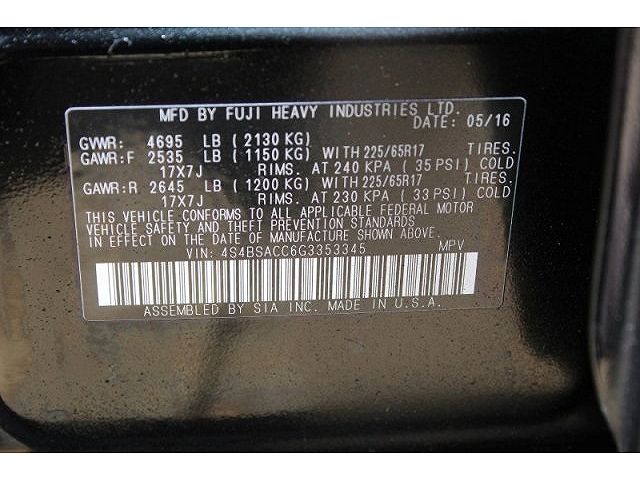 MFD BY FUJI HEAVY INDUSTRIES LTD.
DATE: 05/16
GVWR: 4695 LB ( 2130 KG)
GAWR:F 2535 LB ( 1150 KG) WITH 225/65R17 TIRES.
17X7J RIMS. AT 240 KPA ( 35 PSI) COLD
GAWR:R 2645 LB ( 1200 KG) WITH 225/65R17 TIRES.
17X7J RIMS. AT 230 KPA ( 33 PSI) COLD
THIS VEHICLE CONFORMS TO ALL APPLICABLE FEDERAL MOTOR
VEHICLE SAFETY AND THEFT PREVENTION STANDARDS
IN EFFECT ON THE DATE OF MANUFACTURE SHOWN ABOVE.
VIN: 4S4BSACC6G3353345 MPV
ASSEMBLED BY SIA INC. MADE IN U.S.A.